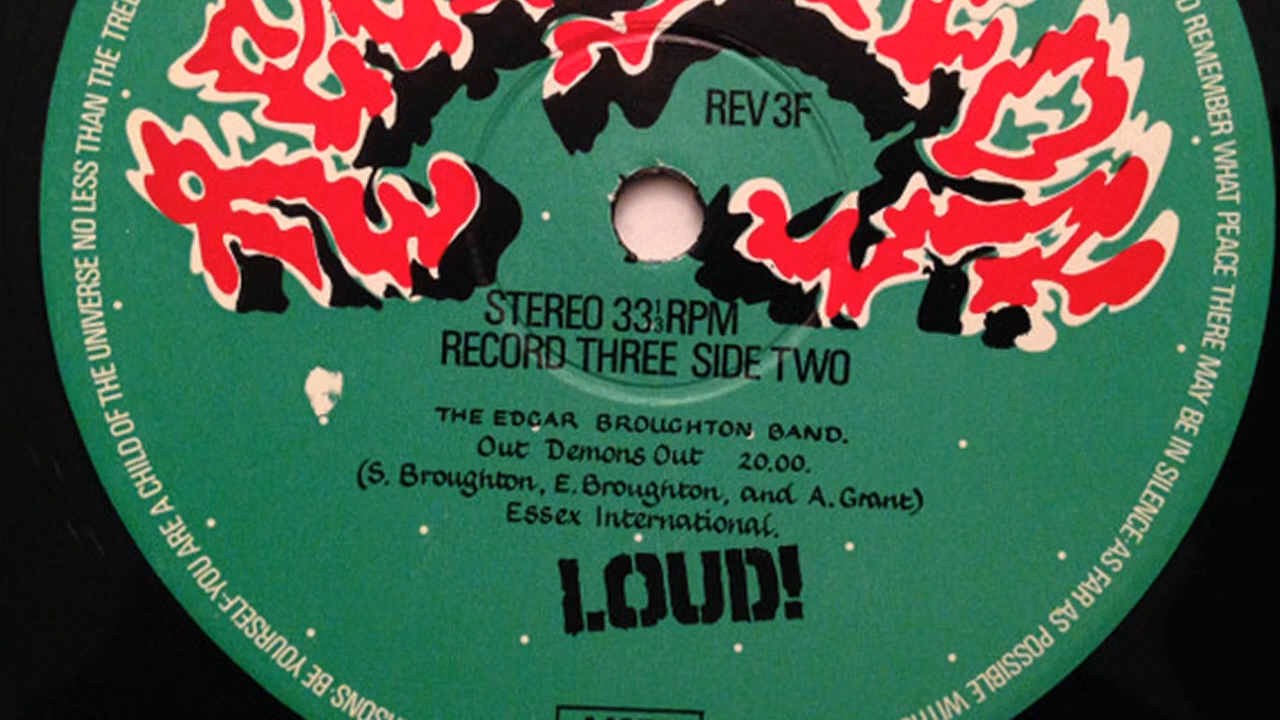 REV 3F
STEREO 33⅓ RPM
RECORD THREE SIDE TWO
THE EDGAR BROUGHTON BAND.
Out Demons Out 20.00.
(S. Broughton, E. Broughton, and A. Grant)
Essex International.
LOUD!
REMEMBER WHAT PEACE THERE MAY BE IN SILENCE·AS FAR AS POSSIBLE
BE YOURSELF·YOU ARE A CHILD OF THE UNIVERSE NO LESS THAN THE TREE